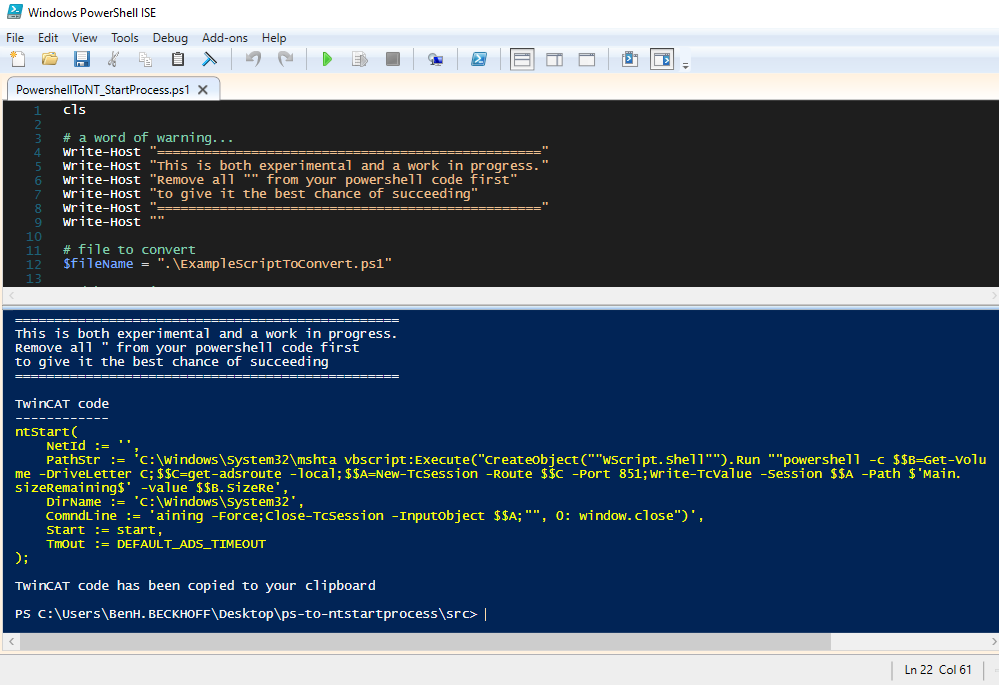 Windows PowerShell ISE
File Edit View Tools Debug Add-ons Help
PowershellToNT_StartProcess.ps1
1 cls
2
3 # a word of warning...
4 Write-Host "================================================="
5 Write-Host "This is both experimental and a work in progress."
6 Write-Host "Remove all "" from your powershell code first"
7 Write-Host "to give it the best chance of succeeding"
8 Write-Host "================================================="
9 Write-Host ""
10
11 # file to convert
12 $fileName = ".\ExampleScriptToConvert.ps1"
13
=================================================
This is both experimental and a work in progress.
Remove all " from your powershell code first
to give it the best chance of succeeding
=================================================
TwinCAT code
------------
ntStart(
    NetId := '',
    PathStr := 'C:\Windows\System32\mshta vbscript:Execute("CreateObject(""WScript.Shell"").Run ""powershell -c $$B=Get-Volu
me -DriveLetter C;$$C=get-adsroute -local;$$A=New-TcSession -Route $$C -Port 851;Write-TcValue -Session $$A -Path $'Main.
sizeRemaining$' -value $$B.SizeRe',
    DirName := 'C:\Windows\System32',
    ComndLine := 'aining -Force;Close-TcSession -InputObject $$A;"", 0: window.close")',
    Start := start,
    TmOut := DEFAULT_ADS_TIMEOUT
);
TwinCAT code has been copied to your clipboard
PS C:\Users\BenH.BECKHOFF\Desktop\ps-to-ntstartprocess\src>
Ln 22 Col 61